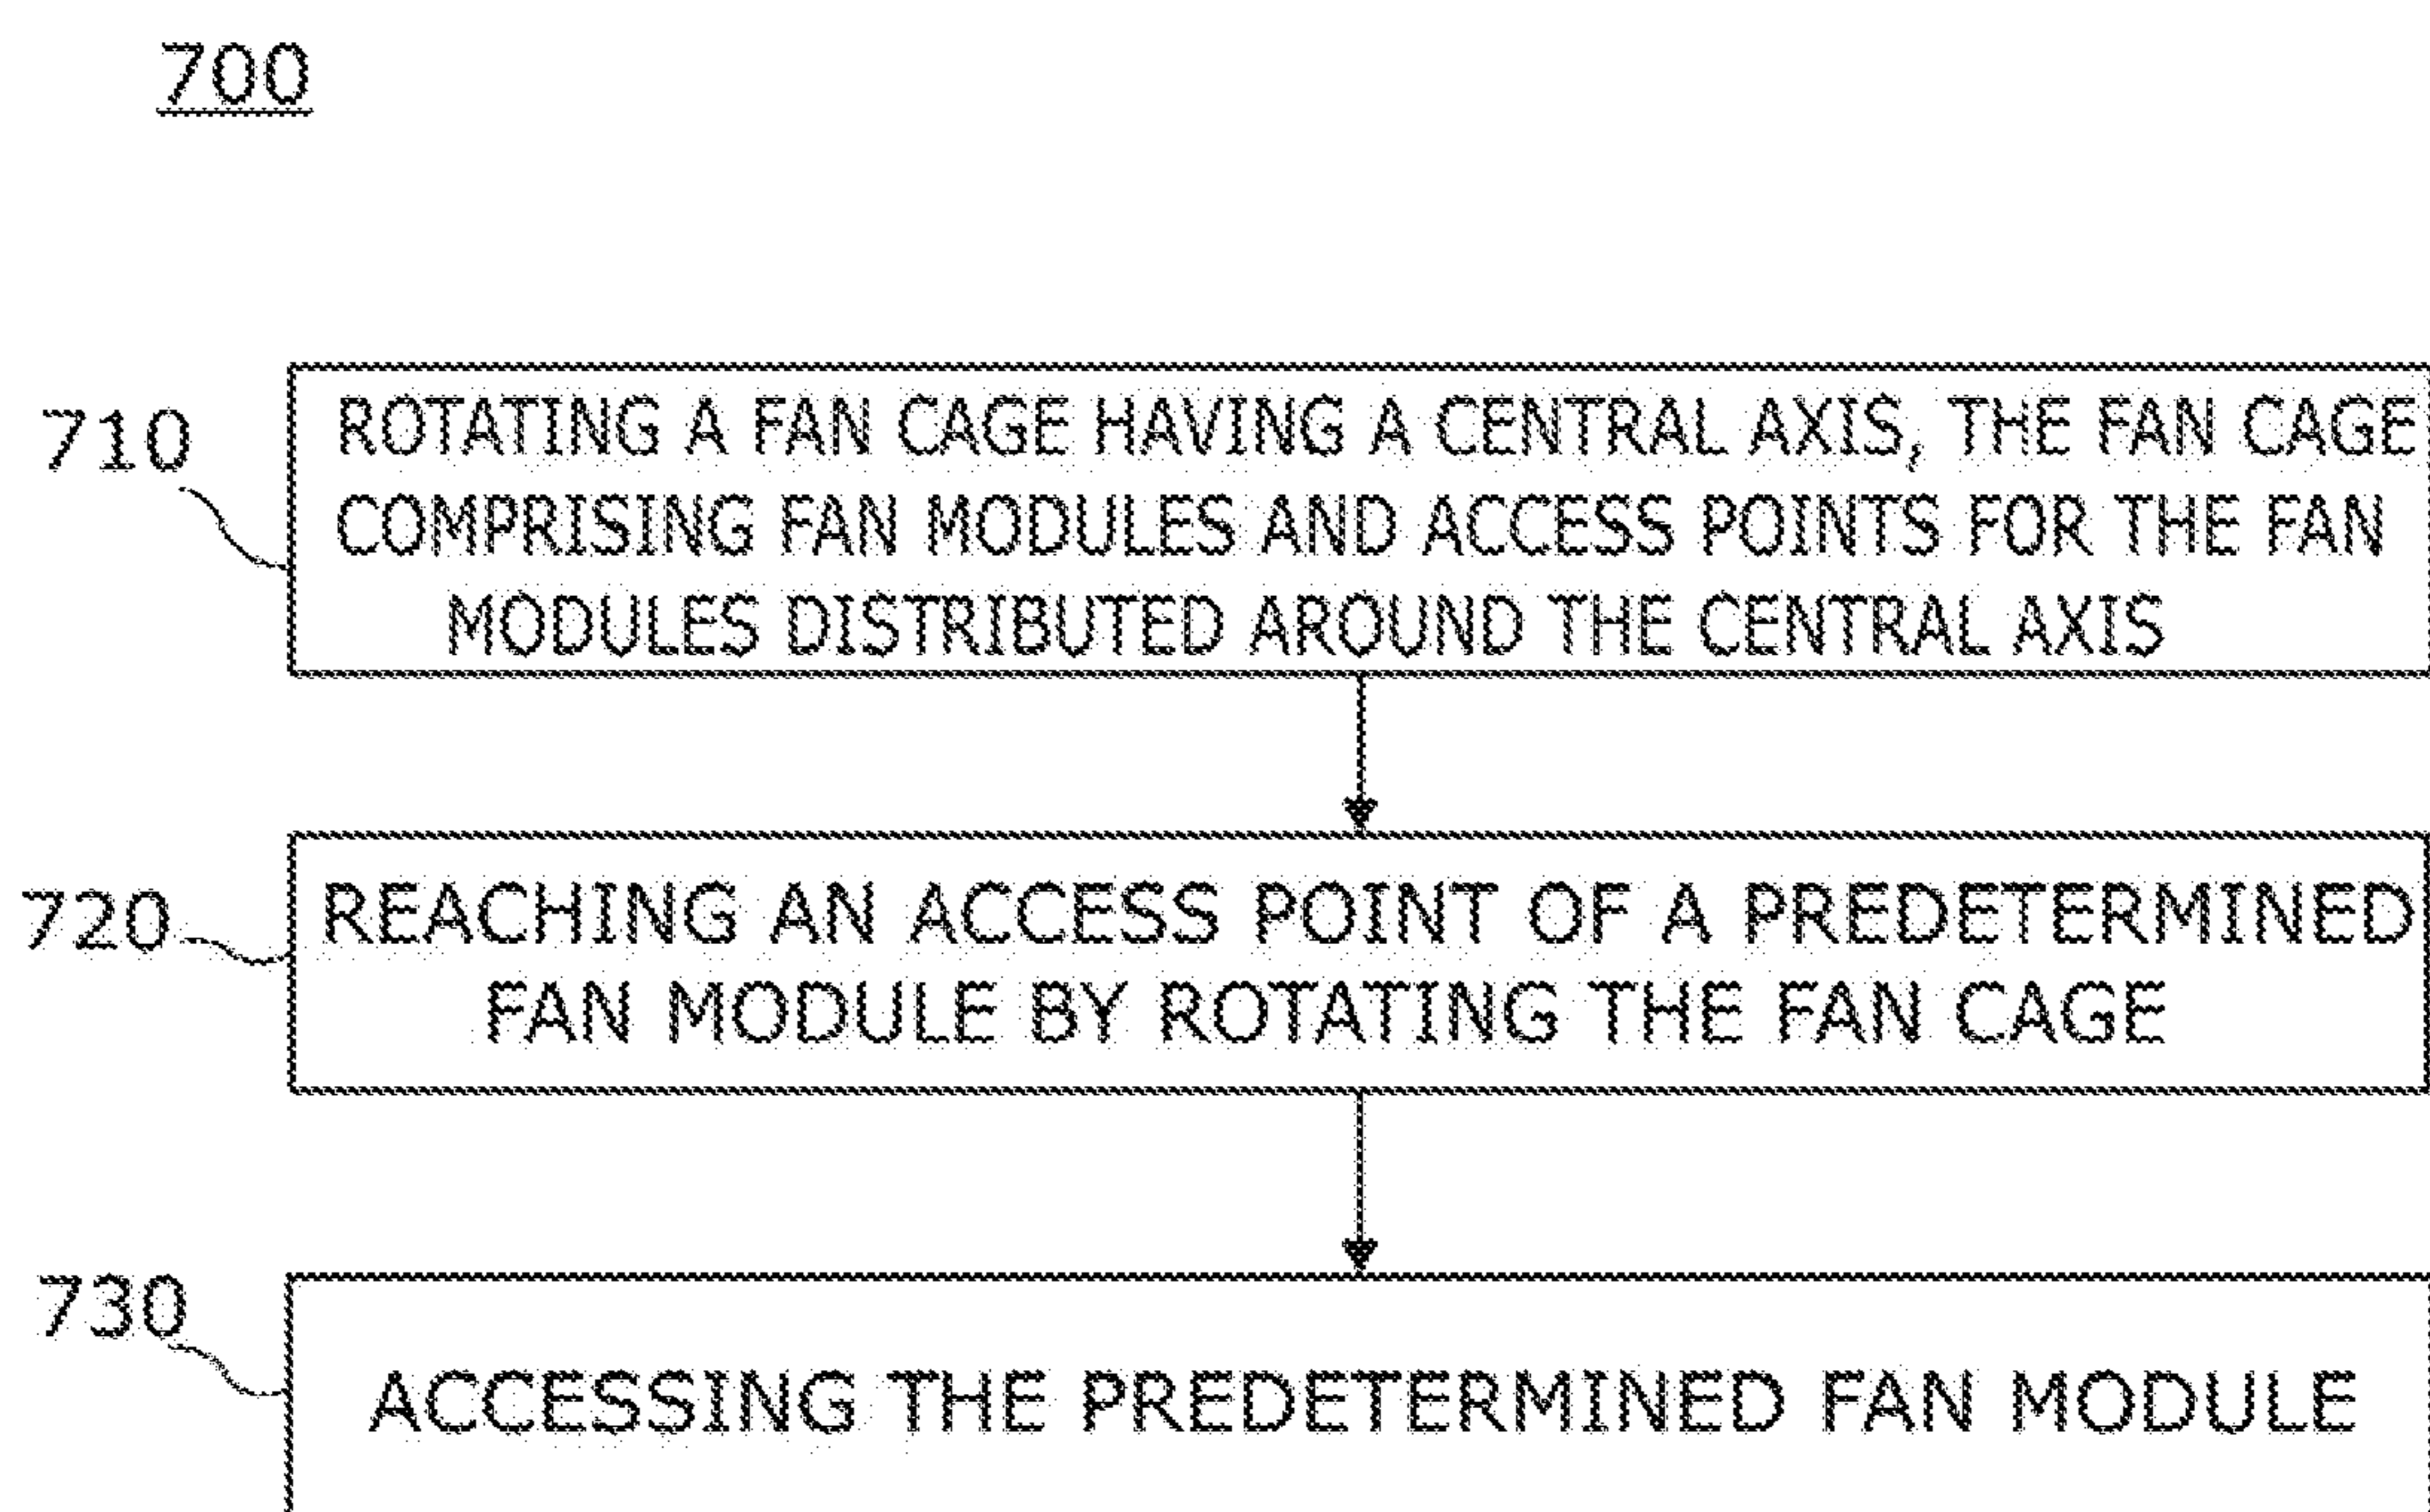 700
710
ROTATING A FAN CAGE HAVING A CENTRAL AXIS, THE FAN CAGE
COMPRISING FAN MODULES AND ACCESS POINTS FOR THE FAN
MODULES DISTRIBUTED AROUND THE CENTRAL AXIS
720
REACHING AN ACCESS POINT OF A PREDETERMINED
FAN MODULE BY ROTATING THE FAN CAGE
730
ACCESSING THE PREDETERMINED FAN MODULE